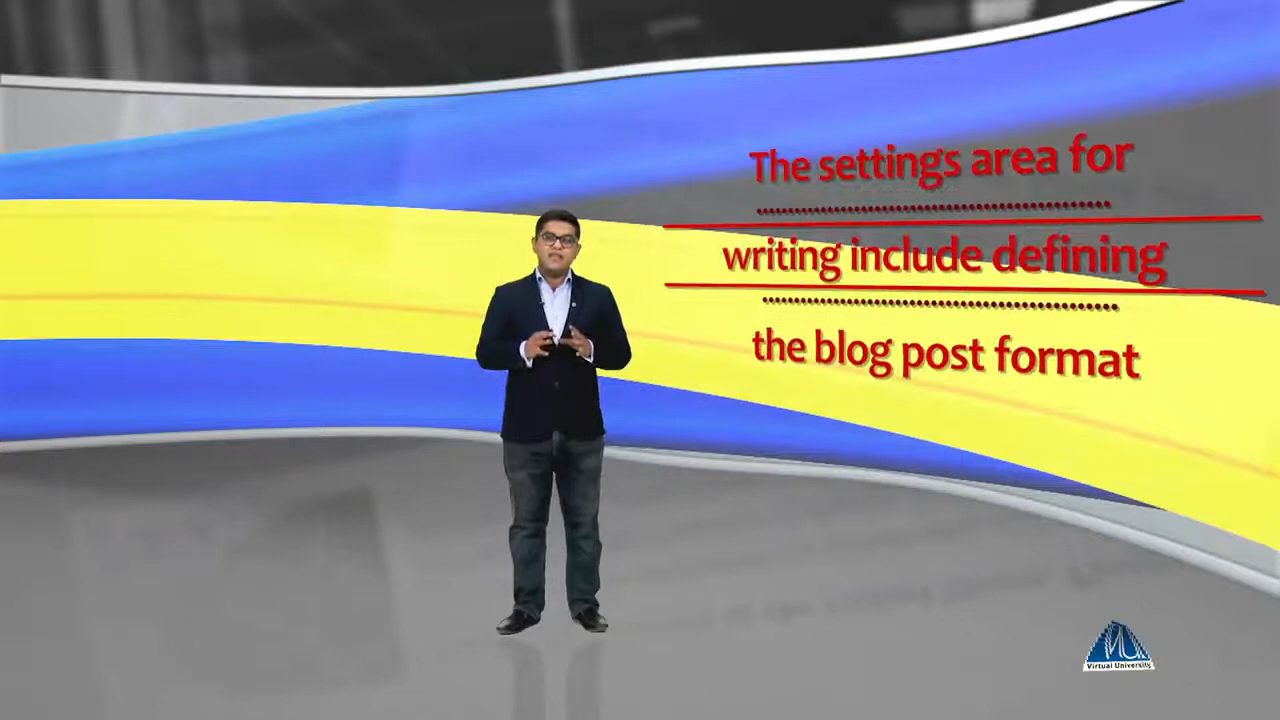 The settings area for
writing include defining
the blog post format
Virtual University